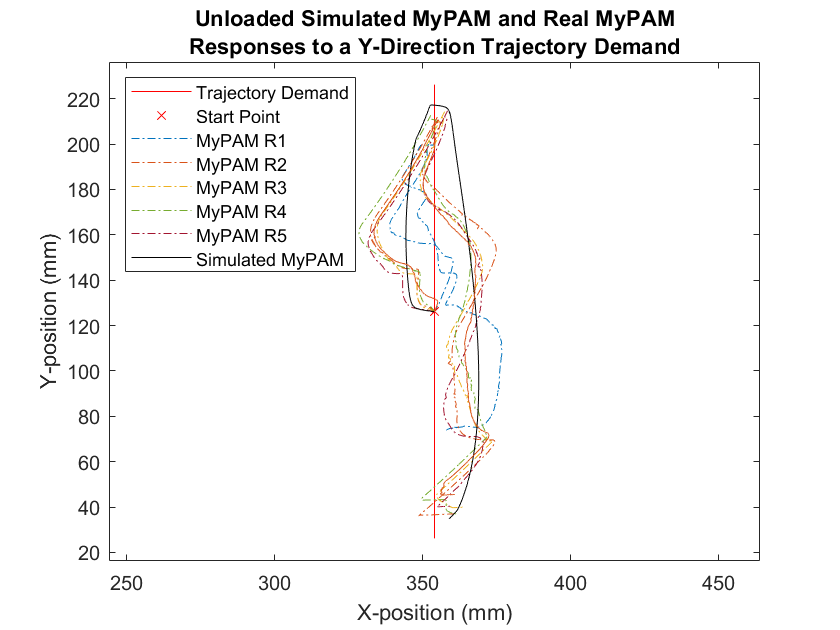 Unloaded Simulated MyPAM and Real MyPAM
Responses to a Y-Direction Trajectory Demand
Trajectory Demand
Start Point
MyPAM R1
MyPAM R2
MyPAM R3
MyPAM R4
MyPAM R5
Simulated MyPAM
220
200
180
160
140
120
100
80
60
40
20
Y-position (mm)
250 300 350 400 450
X-position (mm)